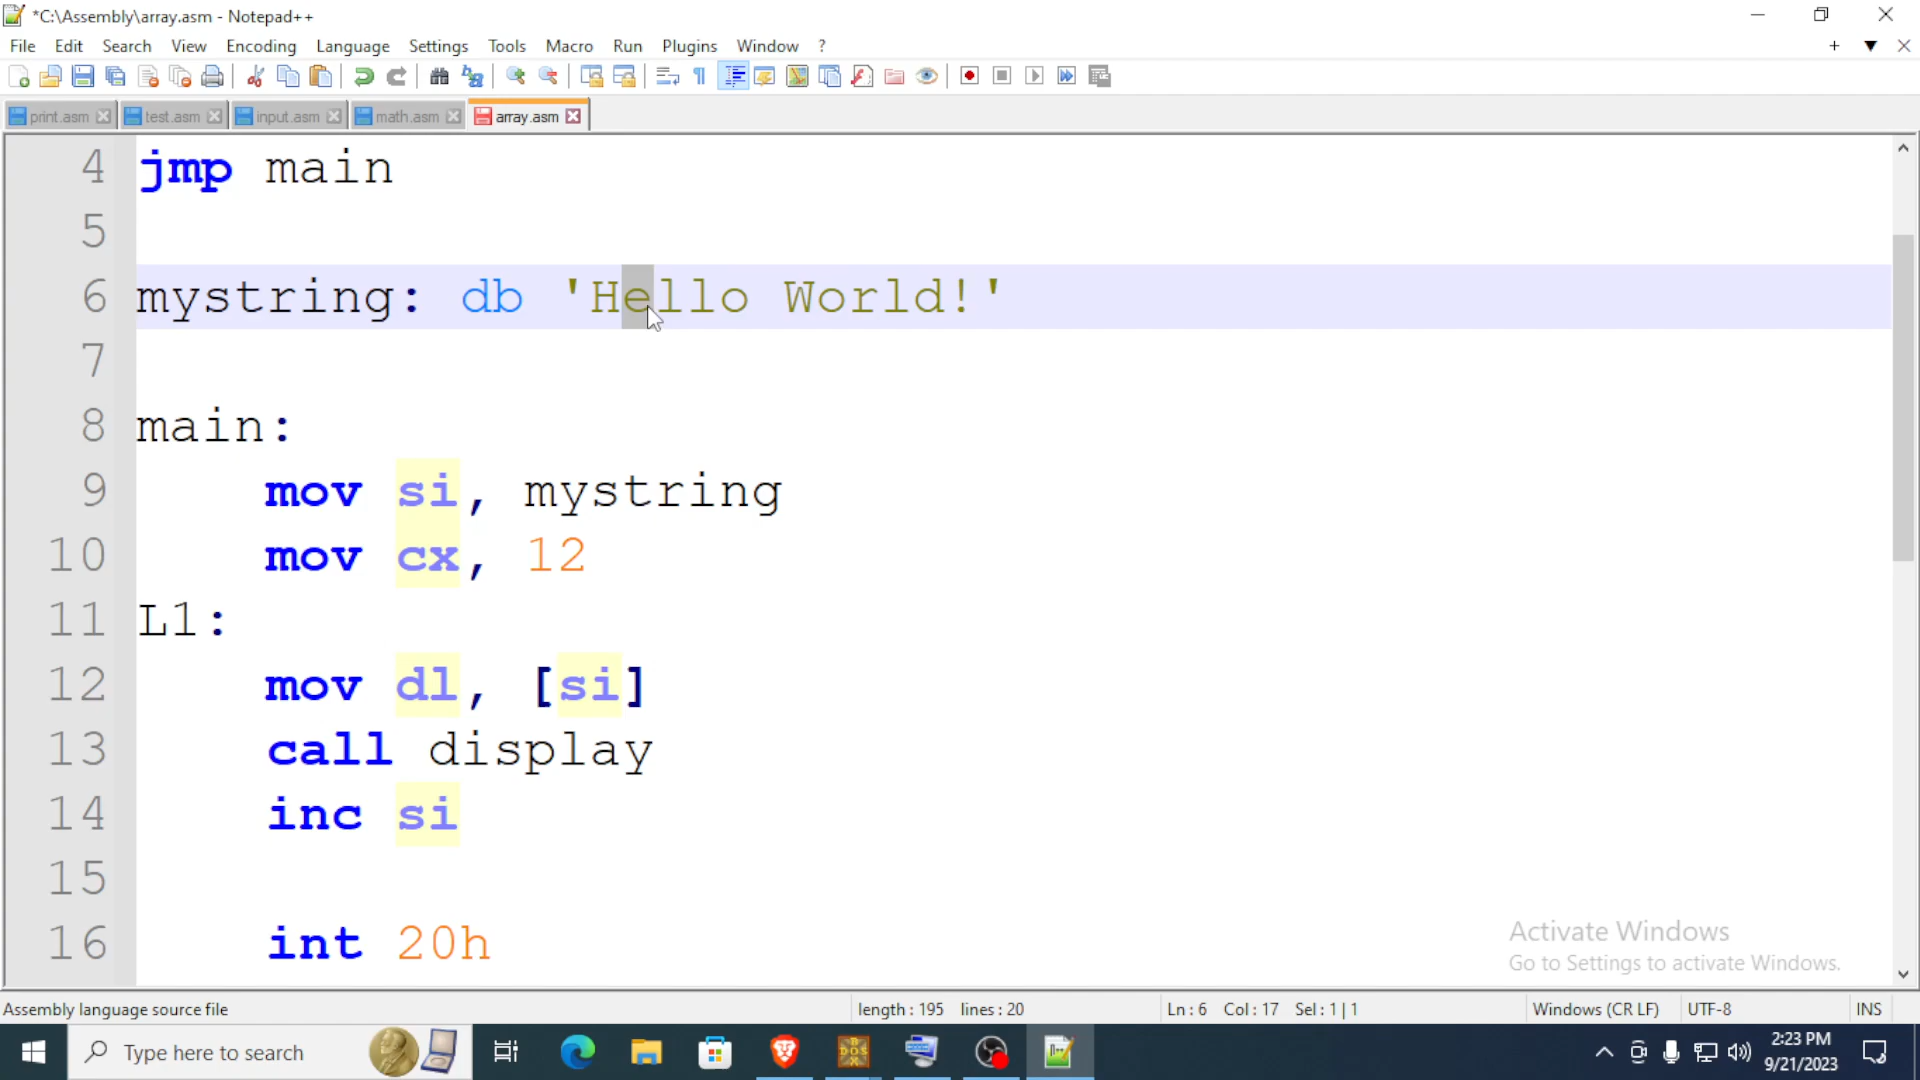 *C:\Assembly\array.asm - Notepad++
File Edit Search View Encoding Language Settings Tools Macro Run Plugins Window ?
print.asm test.asm input.asm math.asm array.asm
4 jmp main
5
6 mystring: db 'Hello World!'
7
8 main:
9 mov si, mystring
10 mov cx, 12
11 L1:
12 mov dl, [si]
13 call display
14 inc si
15
16 int 20h
Activate Windows
Go to Settings to activate Windows.
Assembly language source file length : 195 lines : 20 Ln : 6 Col : 17 Sel : 1 | 1 Windows (CR LF) UTF-8 INS
Type here to search
DOS
2:23 PM
9/21/2023